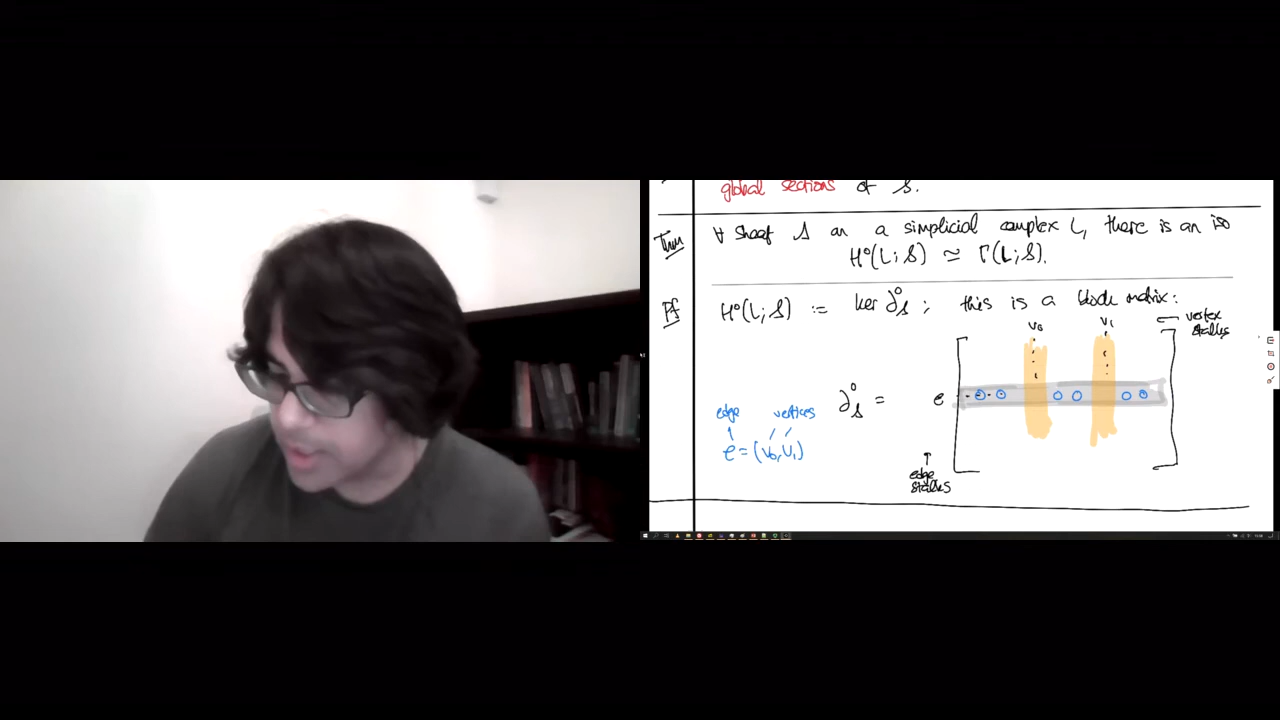 global sections of S.
Thm
∀ sheaf S on a simplicial complex L, there is an iso
H⁰(L; S) ≃ Γ(L; S).
Pf
H⁰(L; S) := ker ∂⁰_S ; this is a block matrix:
v₀ v₁ vertex stalks
∂⁰_S = e
edge vertices
e = (v₀, v₁)
edge stalks